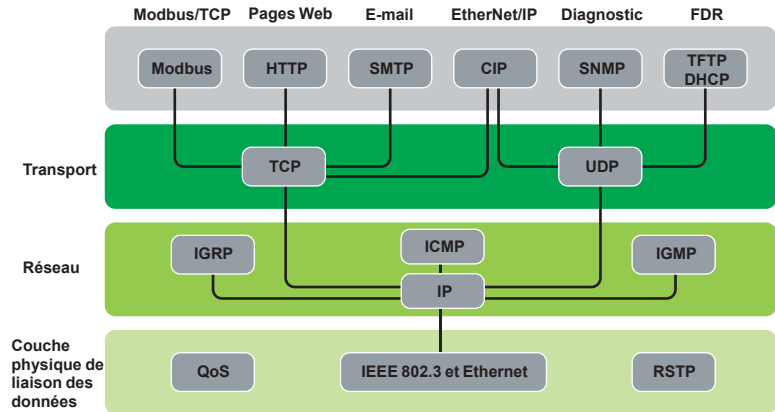 Modbus/TCP Pages Web E-mail EtherNet/IP Diagnostic FDR
Modbus HTTP SMTP CIP SNMP TFTP
DHCP
Transport TCP UDP
Réseau IGRP ICMP IGMP
IP
Couche
physique de
liaison des
données
QoS IEEE 802.3 et Ethernet RSTP